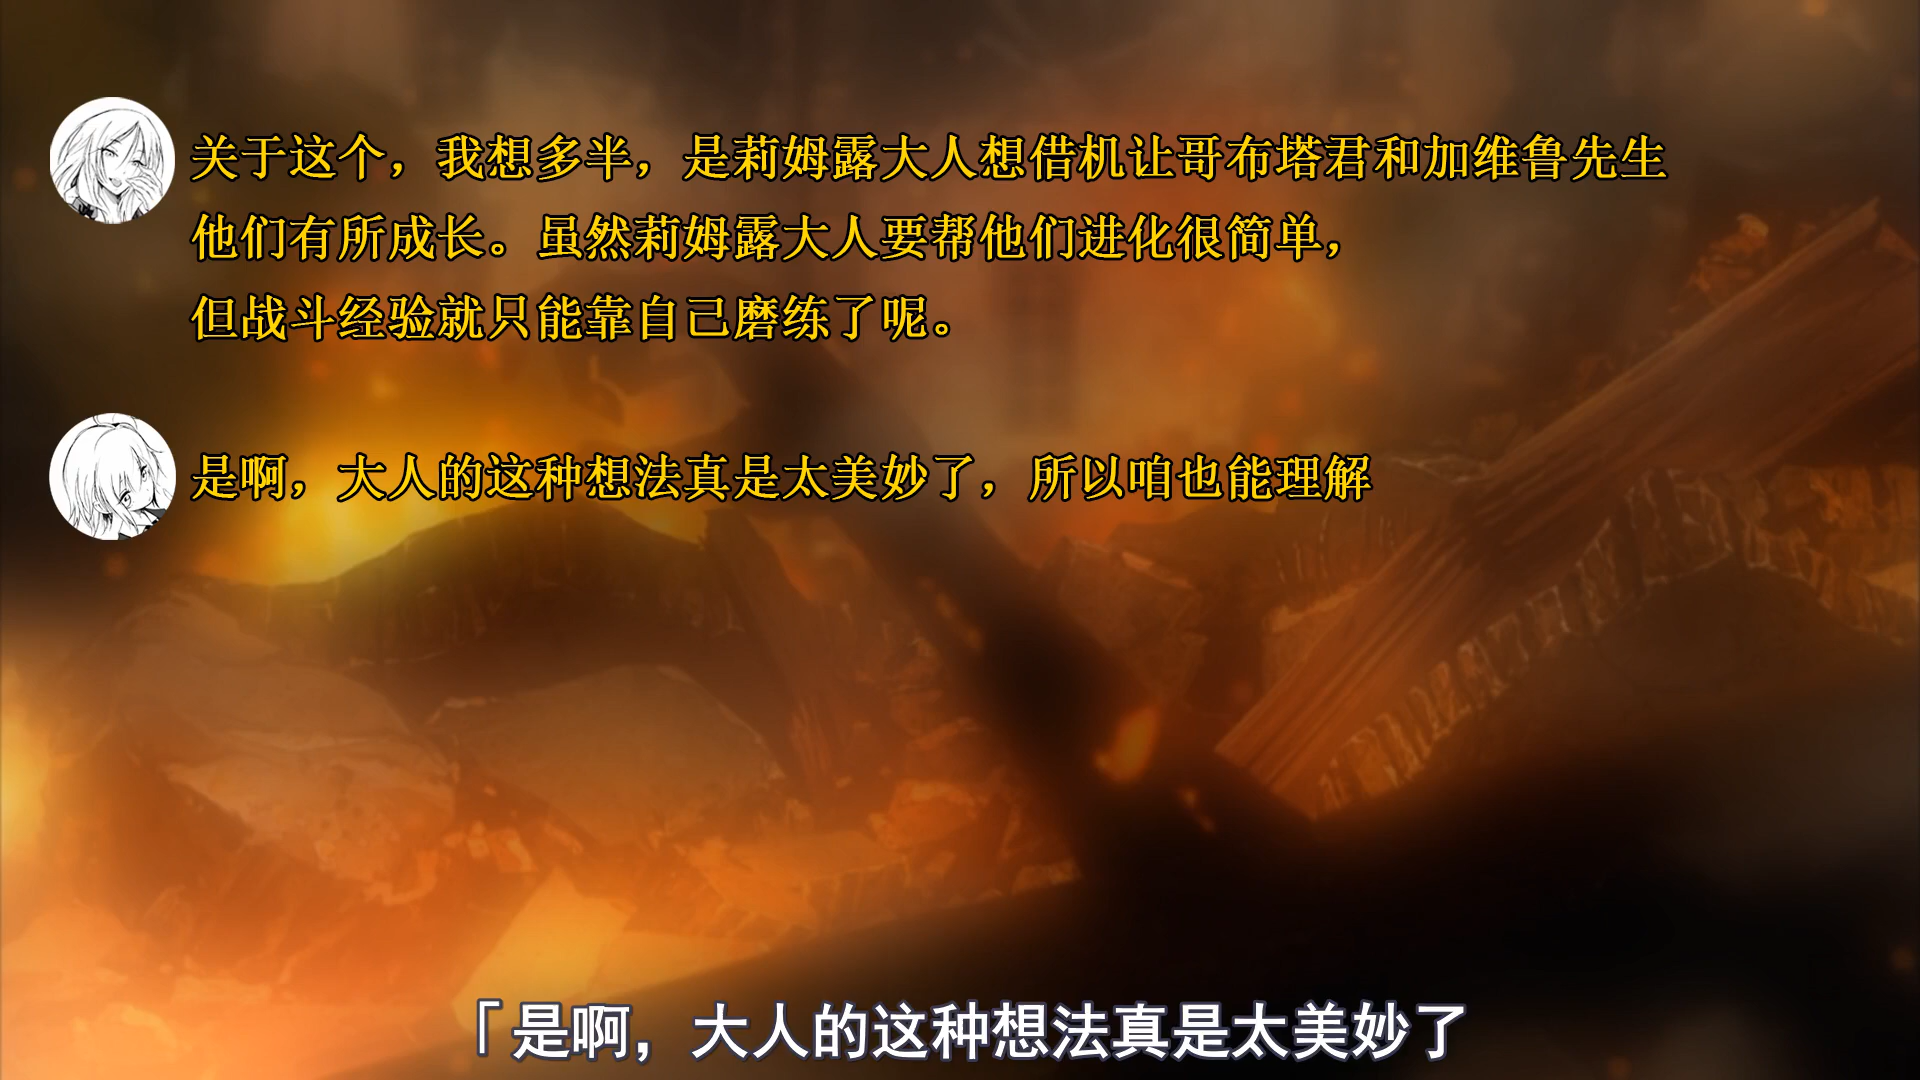 关于这个，我想多半，是莉姆露大人想借机让哥布塔君和加维鲁先生
他们有所成长。虽然莉姆露大人要帮他们进化很简单，
但战斗经验就只能靠自己磨练了呢。
是啊，大人的这种想法真是太美妙了，所以咱也能理解
「是啊，大人的这种想法真是太美妙了